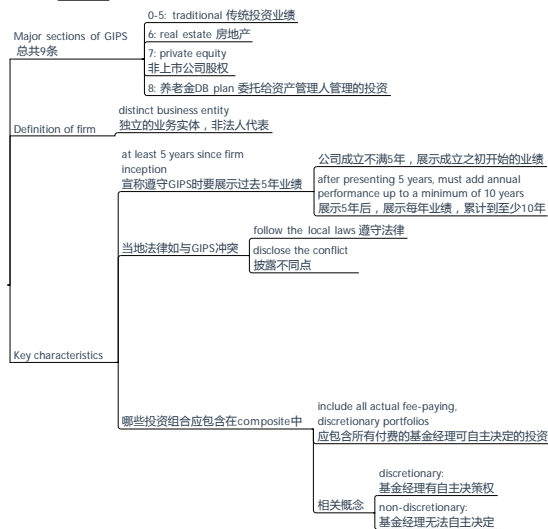 Major sections of GIPS
总共9条
0-5: traditional 传统投资业绩
6: real estate 房地产
7: private equity
非上市公司股权
8: 养老金DB plan 委托给资产管理人管理的投资
Definition of firm
distinct business entity
独立的业务实体，非法人代表
Key characteristics
at least 5 years since firm
inception
宣称遵守GIPS时要展示过去5年业绩
公司成立不满5年，展示成立之初开始的业绩
after presenting 5 years, must add annual
performance up to a minimum of 10 years
展示5年后，展示每年业绩，累计到至少10年
当地法律如与GIPS冲突
follow the local laws 遵守法律
disclose the conflict
披露不同点
哪些投资组合应包含在composite中
include all actual fee-paying,
discretionary portfolios
应包含所有付费的基金经理可自主决定的投资
相关概念
discretionary:
基金经理有自主决策权
non-discretionary:
基金经理无法自主决定